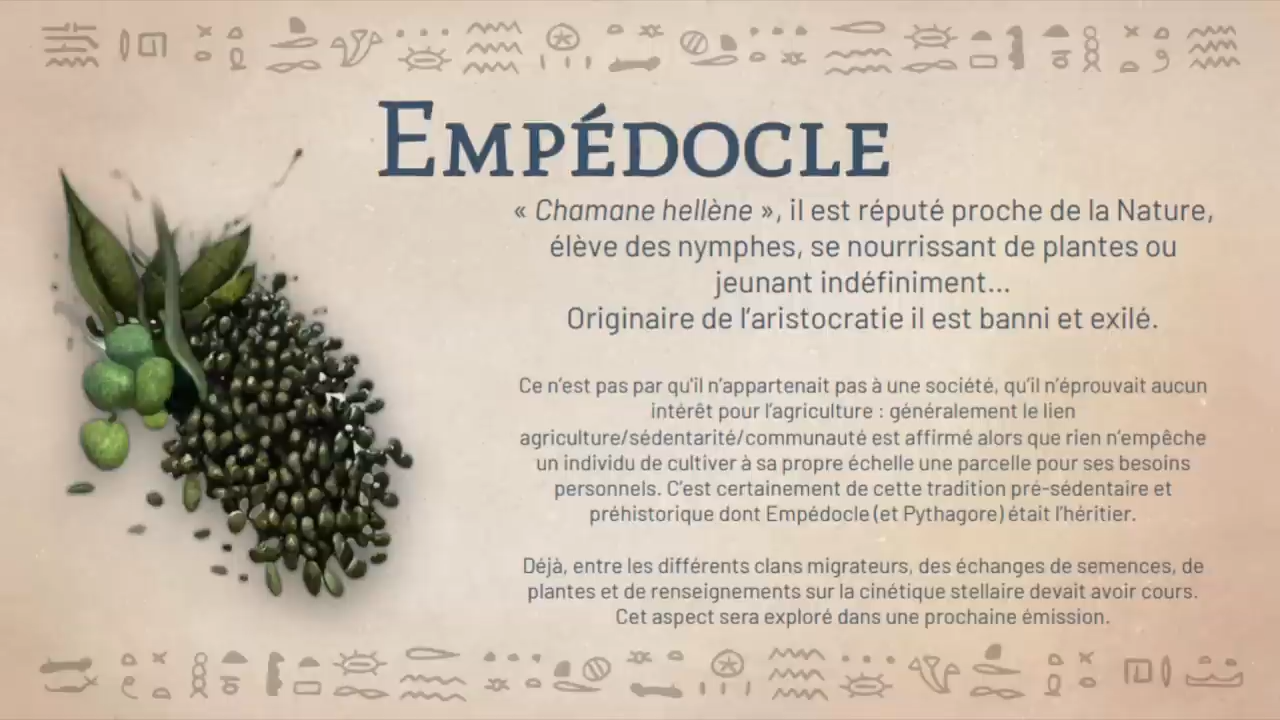 EMPÉDOCLE
« Chamane hellène », il est réputé proche de la Nature,
élève des nymphes, se nourrissant de plantes ou
jeunant indéfiniment...
Originaire de l'aristocratie il est banni et exilé.
Ce n'est pas par qu'il n'appartenait pas à une société, qu'il n'éprouvait aucun
intérêt pour l'agriculture : généralement le lien
agriculture/sédentarité/communauté est affirmé alors que rien n'empêche
un individu de cultiver à sa propre échelle une parcelle pour ses besoins
personnels. C'est certainement de cette tradition pré-sédentaire et
préhistorique dont Empédocle (et Pythagore) était l'héritier.
Déjà, entre les différents clans migrateurs, des échanges de semences, de
plantes et de renseignements sur la cinétique stellaire devait avoir cours.
Cet aspect sera exploré dans une prochaine émission.